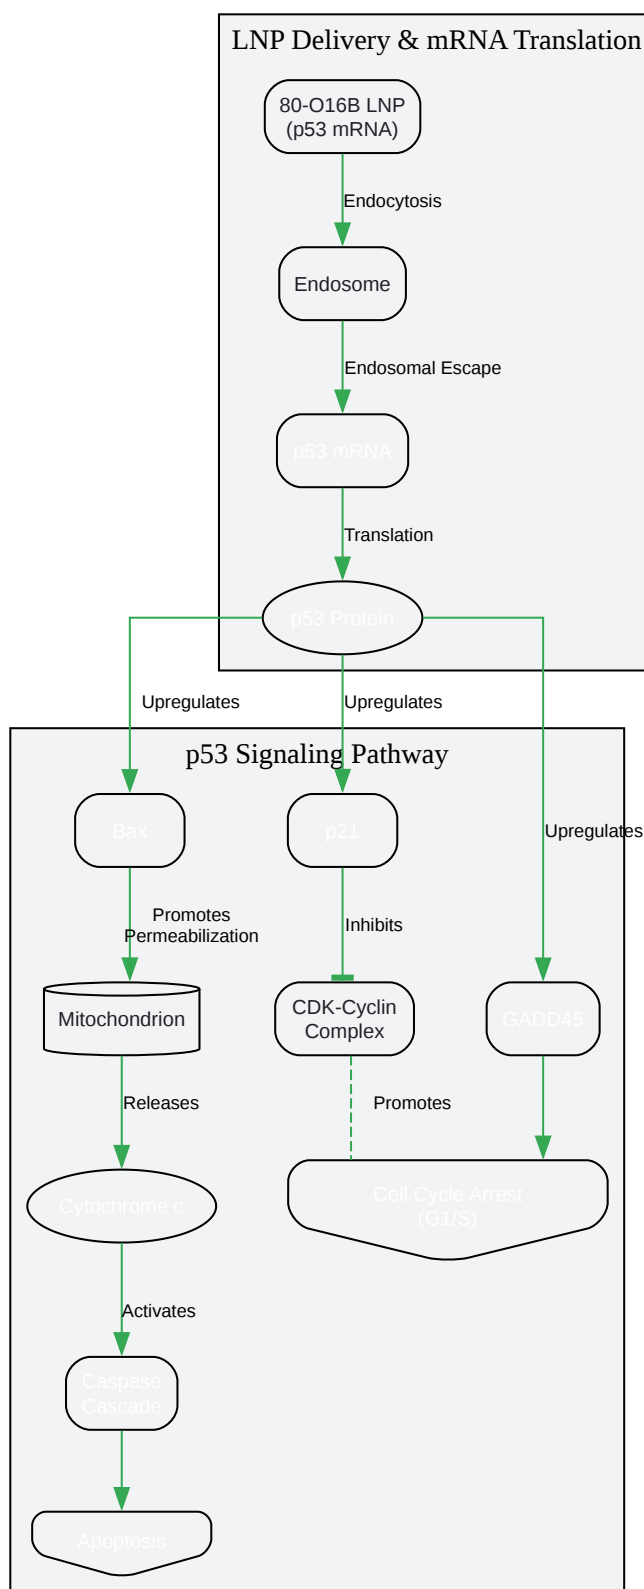 LNP Delivery & mRNA Translation
80-O16B LNP
(p53 mRNA)
Endocytosis
Endosome
Endosomal Escape
p53 mRNA
Translation
p53 Protein
Upregulates
Upregulates
p53 Signaling Pathway
Bax
p21
Upregulates
Promotes
Permeabilization
Inhibits
Mitochondrion
CDK-Cyclin
Complex
GADD45
Releases
Promotes
Cytochrome c
Cell Cycle Arrest
(G1/S)
Activates
Caspase
Cascade
Apoptosis